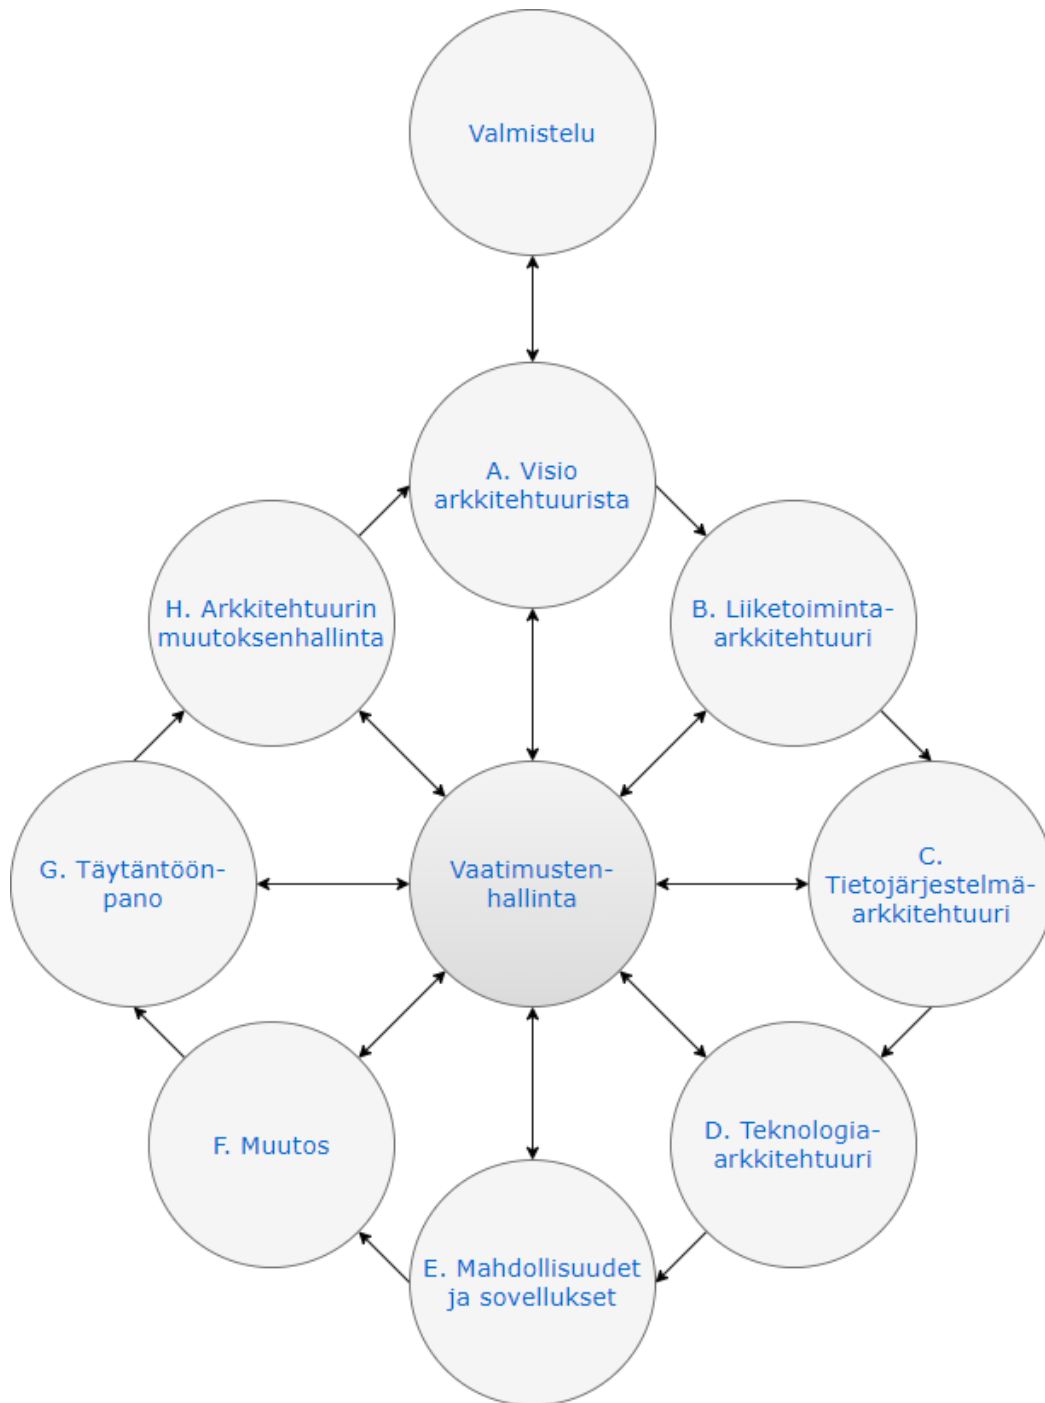 Valmistelu
A. Visio
arkkitehtuurista
H. Arkkitehtuurin
muutoksenhallinta
B. Liiketoiminta-
arkkitehtuuri
G. Täytäntöön-
pano
Vaatimusten-
hallinta
C.
Tietojärjestelmä-
arkkitehtuuri
F. Muutos
D. Teknologia-
arkkitehtuuri
E. Mahdollisuudet
ja sovellukset